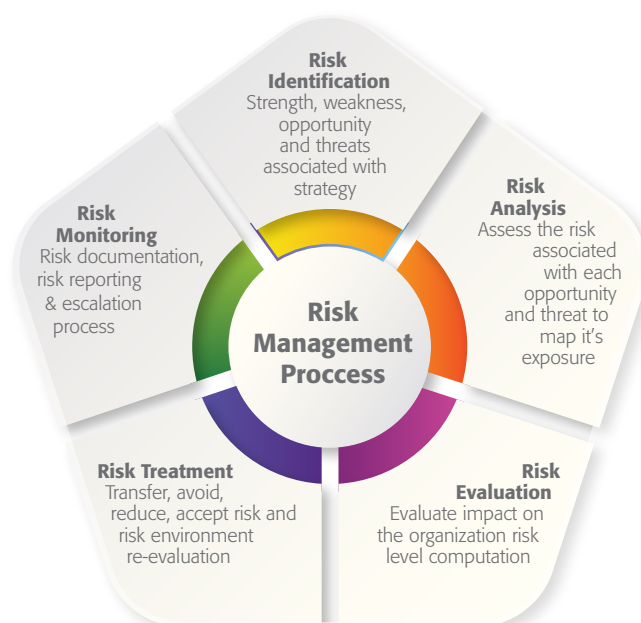 Risk
Identification
Strength, weakness,
opportunity
and threats
associated with
strategy
Risk
Analysis
Assess the risk
associated
with each
opportunity
and threat to
map it's
exposure
Risk
Evaluation
Evaluate impact on
the organization risk
level computation
Risk Treatment
Transfer, avoid,
reduce, accept risk and
risk environment
re-evaluation
Risk
Monitoring
Risk documentation,
risk reporting
& escalation
process
Risk
Management
Proccess